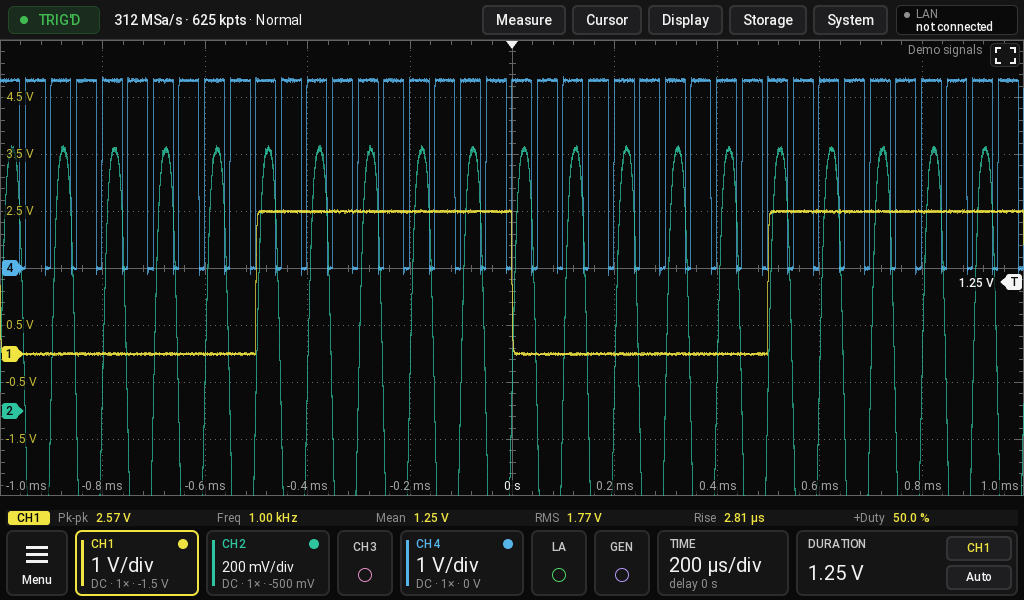 TRIG'D
312 MSa/s · 625 kpts · Normal
Measure
Cursor
Display
Storage
System
LAN
not connected
Demo signals
4.5 V
3.5 V
2.5 V
4
1.25 V
T
0.5 V
1
-0.5 V
2
-1.5 V
-1.0 ms
-0.8 ms
-0.6 ms
-0.4 ms
-0.2 ms
0 s
0.2 ms
0.4 ms
0.6 ms
0.8 ms
1.0 ms
CH1 Pk-pk 2.57 V Freq 1.00 kHz Mean 1.25 V RMS 1.77 V Rise 2.81 µs +Duty 50.0 %
Menu
CH1
1 V/div
DC · 1× · -1.5 V
CH2
200 mV/div
DC · 1× · -500 mV
CH3
CH4
1 V/div
DC · 1× · 0 V
LA
GEN
TIME
200 µs/div
delay 0 s
DURATION
1.25 V
CH1
Auto